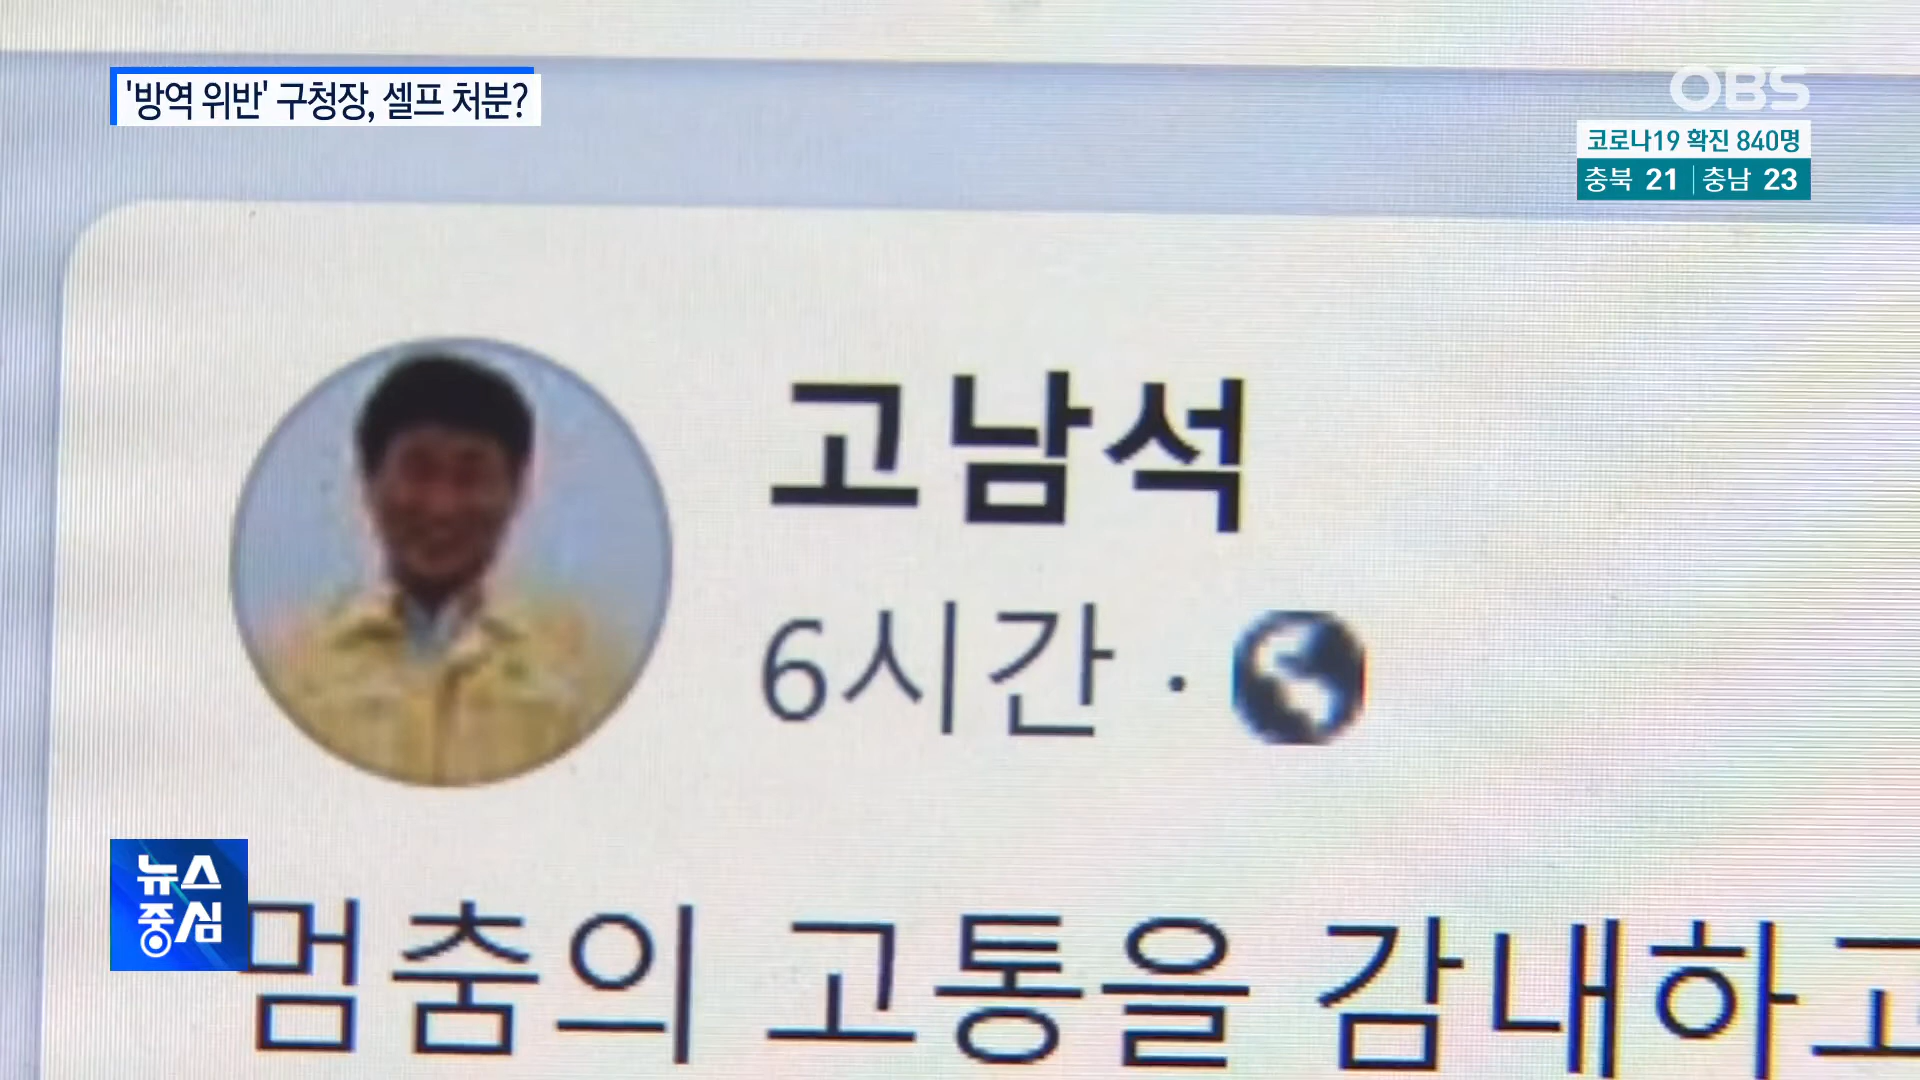 '방역 위반' 구청장, 셀프 처분?
OBS
코로나19 확진 840명
충북 21 충남 23
고남석
6시간 ·
뉴스
중심
멈춤의 고통을 감내하고